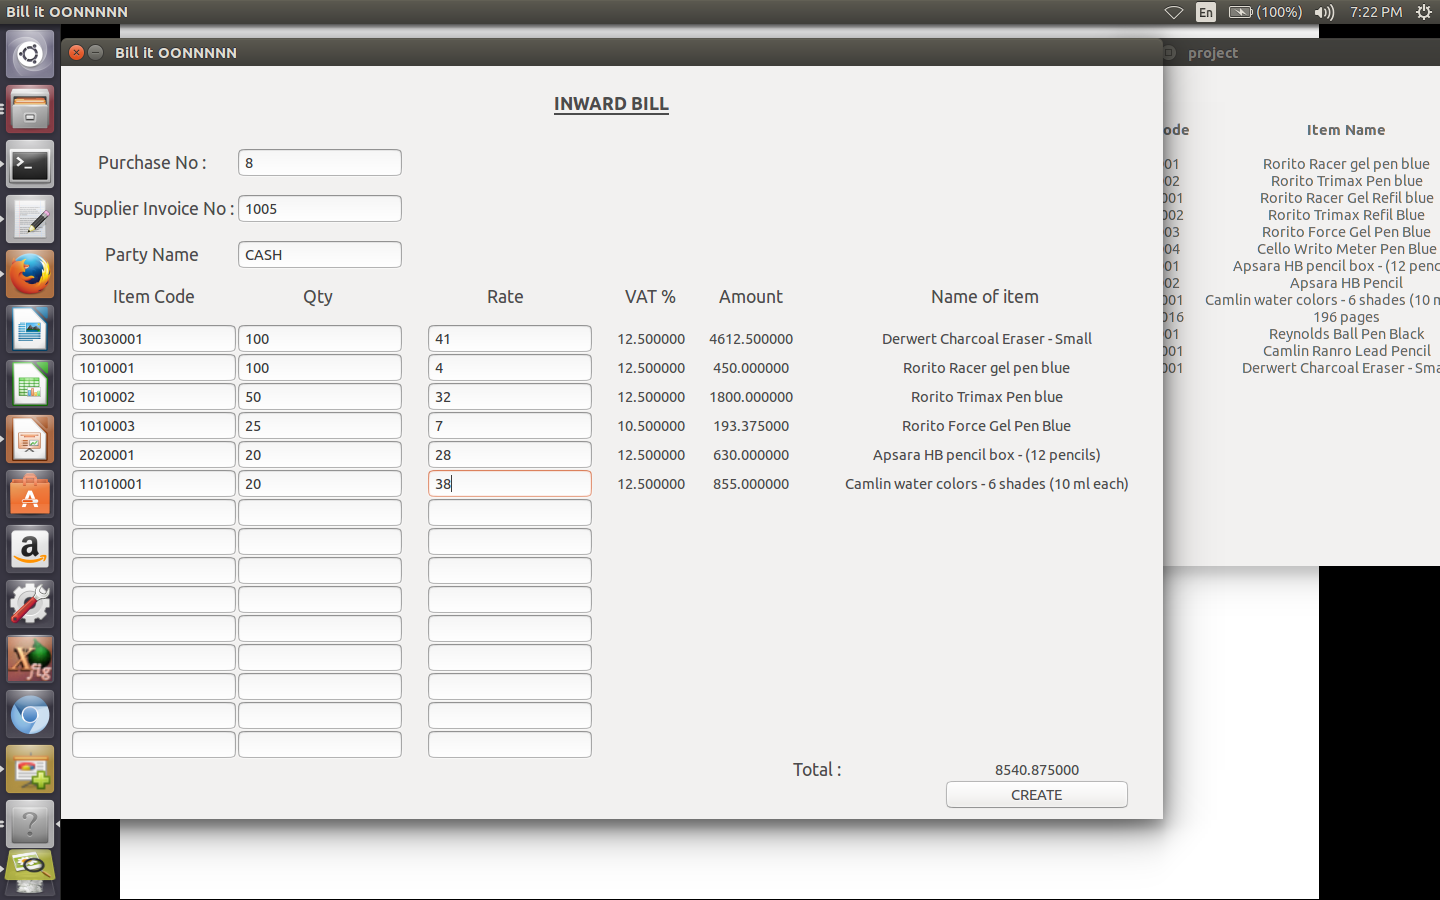 Bill it OONNNNN En (100%) 7:22 PM
Bill it OONNNNN
project
INWARD BILL
Purchase No : 8
Supplier Invoice No : 1005
Party Name CASH
Item Code Qty Rate VAT % Amount Name of item
30030001 100 41 12.500000 4612.500000 Derwert Charcoal Eraser - Small
1010001 100 4 12.500000 450.000000 Rorito Racer gel pen blue
1010002 50 32 12.500000 1800.000000 Rorito Trimax Pen blue
1010003 25 7 10.500000 193.375000 Rorito Force Gel Pen Blue
2020001 20 28 12.500000 630.000000 Apsara HB pencil box - (12 pencils)
11010001 20 38 12.500000 855.000000 Camlin water colors - 6 shades (10 ml each)
Total : 8540.875000
CREATE
ode Item Name
01 Rorito Racer gel pen blue
02 Rorito Trimax Pen blue
001 Rorito Racer Gel Refil blue
002 Rorito Trimax Refil Blue
03 Rorito Force Gel Pen Blue
04 Cello Writo Meter Pen Blue
01 Apsara HB pencil box - (12 penc
02 Apsara HB Pencil
001 Camlin water colors - 6 shades (10 m
016 196 pages
01 Reynolds Ball Pen Black
001 Camlin Ranro Lead Pencil
001 Derwert Charcoal Eraser - Sma
a
X
fig